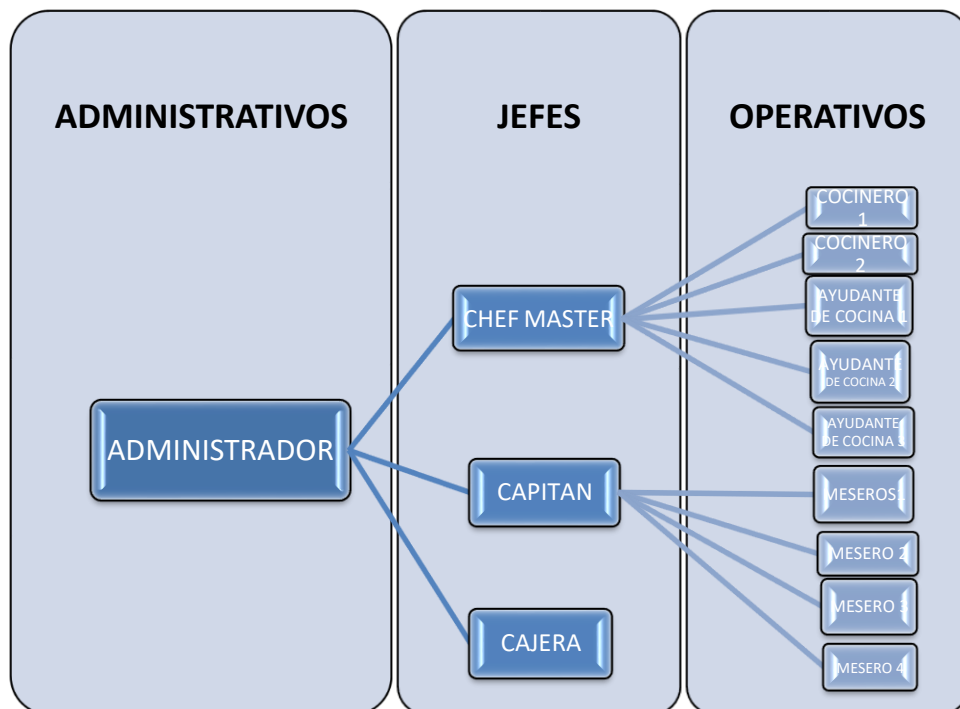 ADMINISTRATIVOS
JEFES
OPERATIVOS
ADMINISTRADOR
CHEF MASTER
CAPITAN
CAJERA
COCINERO
1
COCINERO
2
AYUDANTE
DE COCINA 1
AYUDANTE
DE COCINA 2
AYUDANTE
DE COCINA 3
MESEROS1
MESERO 2
MESERO 3
MESERO 4